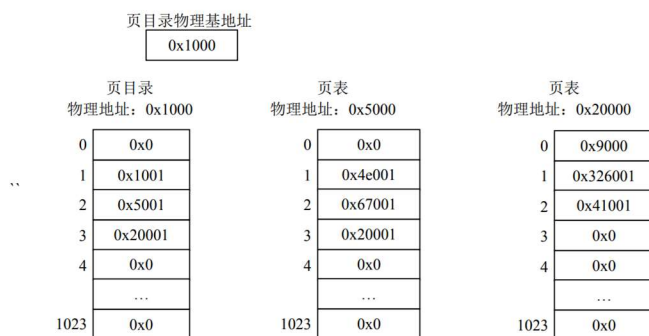 页目录物理基地址
0x1000
页目录
物理地址：0x1000
0 0x0
1 0x1001
2 0x5001
3 0x20001
4 0x0
…
1023 0x0
页表
物理地址：0x5000
0 0x0
1 0x4e001
2 0x67001
3 0x20001
4 0x0
…
1023 0x0
页表
物理地址：0x20000
0 0x9000
1 0x326001
2 0x41001
3 0x0
4 0x0
…
1023 0x0